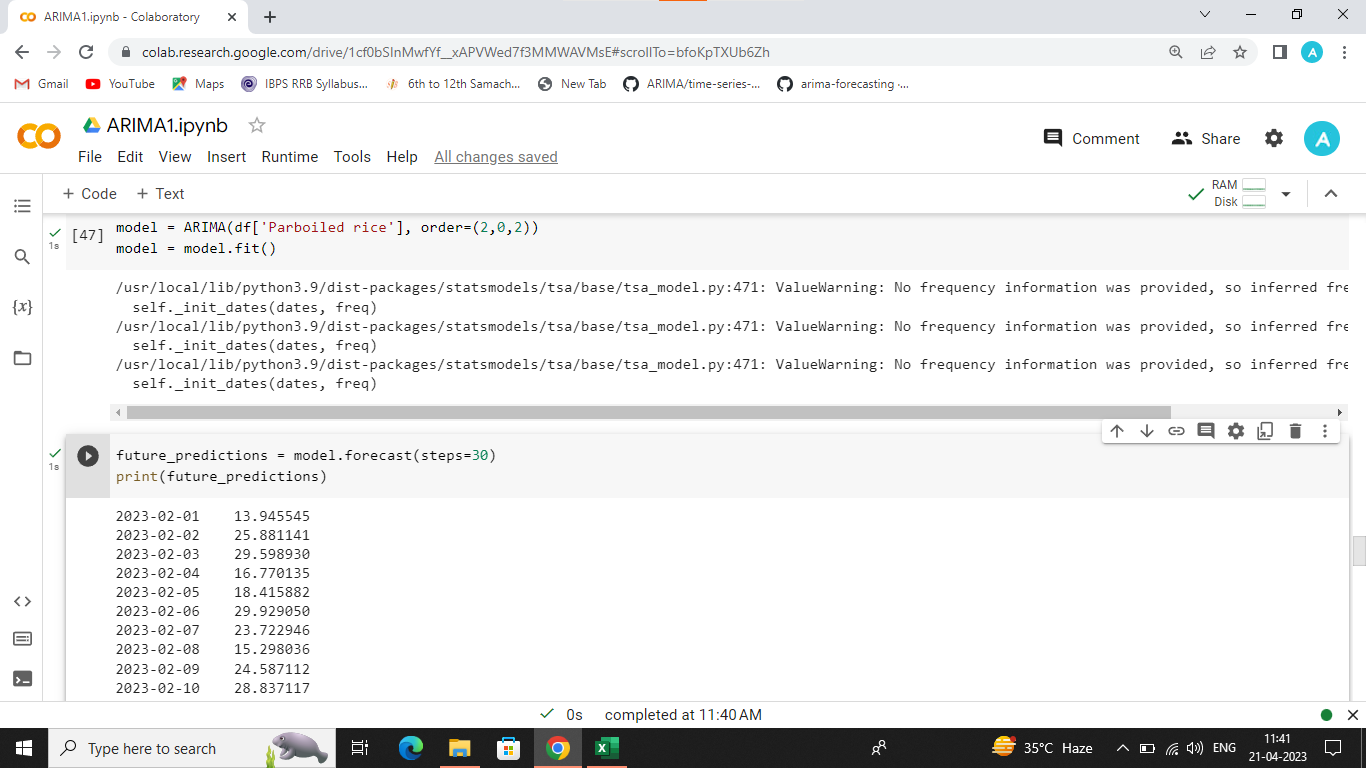 ARIMA1.ipynb - Colaboratory
colab.research.google.com/drive/1cf0bSInMwfYf__xAPVWed7f3MMWAVMsE#scrollTo=bfoKpTXUb6Zh
A
Gmail YouTube Maps IBPS RRB Syllabus... 6th to 12th Samach... New Tab ARIMA/time-series-... arima-forecasting ·...
ARIMA1.ipynb
Comment Share A
File Edit View Insert Runtime Tools Help All changes saved
+ Code + Text
RAM
Disk
[47]
1s
model = ARIMA(df['Parboiled rice'], order=(2,0,2))
model = model.fit()
/usr/local/lib/python3.9/dist-packages/statsmodels/tsa/base/tsa_model.py:471: ValueWarning: No frequency information was provided, so inferred fre
self._init_dates(dates, freq)
/usr/local/lib/python3.9/dist-packages/statsmodels/tsa/base/tsa_model.py:471: ValueWarning: No frequency information was provided, so inferred fre
self._init_dates(dates, freq)
/usr/local/lib/python3.9/dist-packages/statsmodels/tsa/base/tsa_model.py:471: ValueWarning: No frequency information was provided, so inferred fre
self._init_dates(dates, freq)
{x}
1s
future_predictions = model.forecast(steps=30)
print(future_predictions)
2023-02-01 13.945545
2023-02-02 25.881141
2023-02-03 29.598930
2023-02-04 16.770135
2023-02-05 18.415882
2023-02-06 29.929050
2023-02-07 23.722946
2023-02-08 15.298036
2023-02-09 24.587112
2023-02-10 28.837117
0s completed at 11:40 AM
Type here to search
35°C Haze
ENG
11:41
21-04-2023